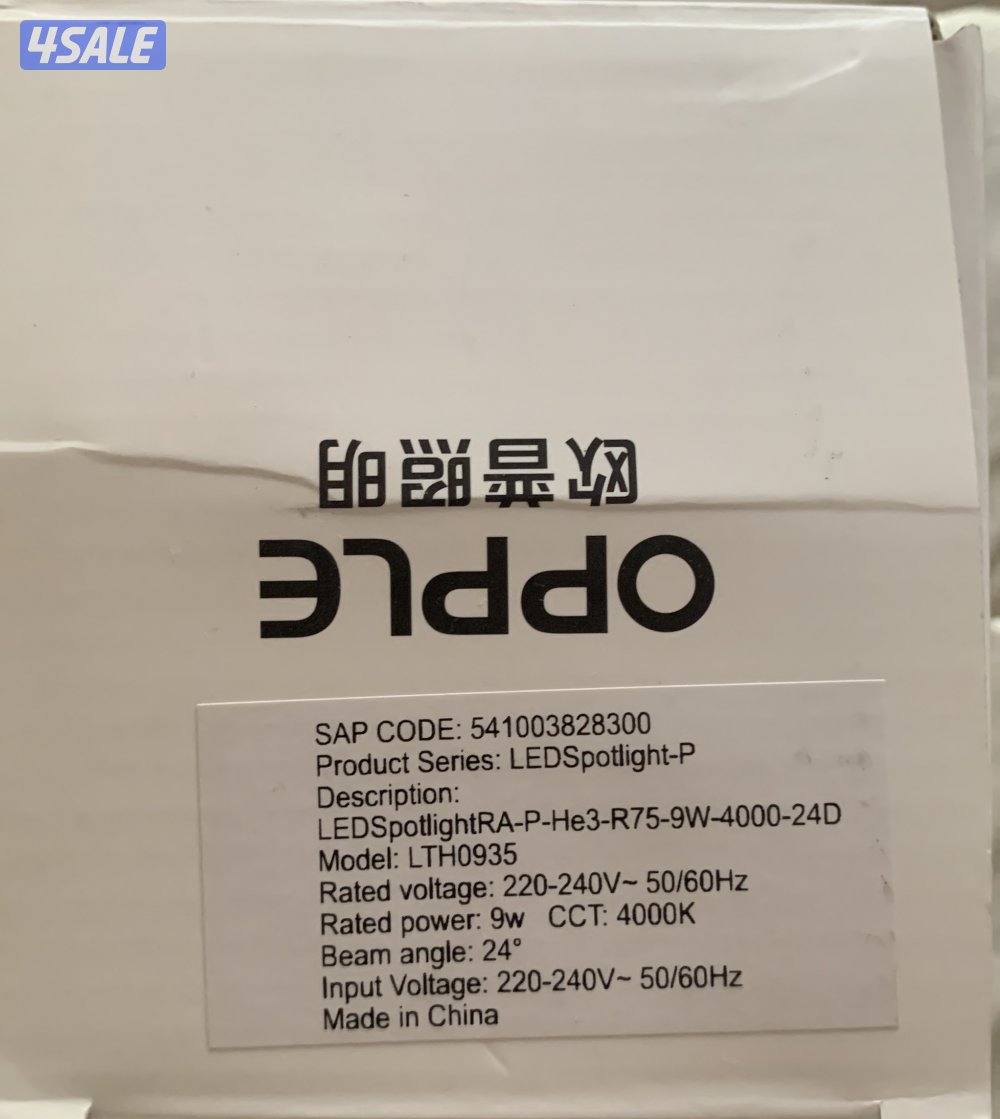 4SALE
欧普照明
OPPLE
SAP CODE: 541003828300
Product Series: LEDSpotlight-P
Description:
LEDSpotlightRA-P-He3-R75-9W-4000-24D
Model: LTH0935
Rated voltage: 220-240V~ 50/60Hz
Rated power: 9w CCT: 4000K
Beam angle: 24°
Input Voltage: 220-240V~ 50/60Hz
Made in China